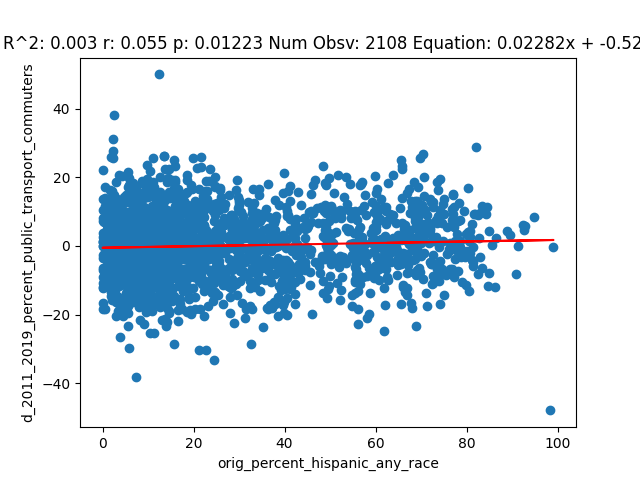 R^2: 0.003 r: 0.055 p: 0.01223 Num Obsv: 2108 Equation: 0.02282x + -0.52
d_2011_2019_percent_public_transport_commuters
40
20
0
−20
−40
0 20 40 60 80 100
orig_percent_hispanic_any_race